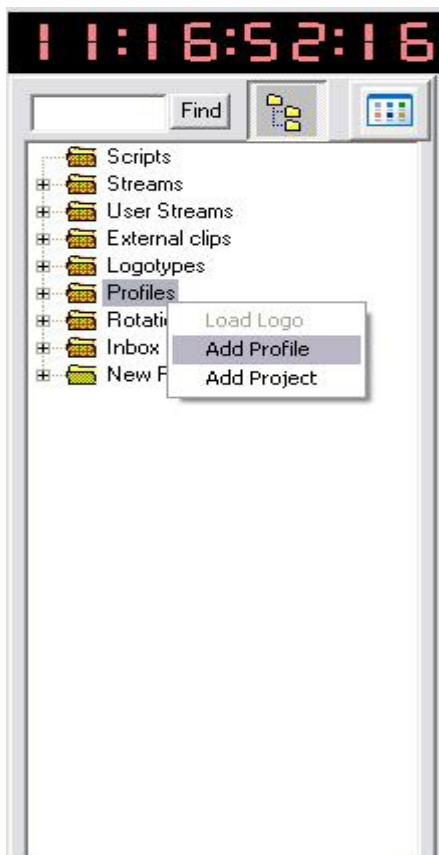 11:16:52:16
Find
Scripts
Streams
User Streams
External clips
Logotypes
Profiles
Load Logo
Add Profile
Add Project
Inbox
New